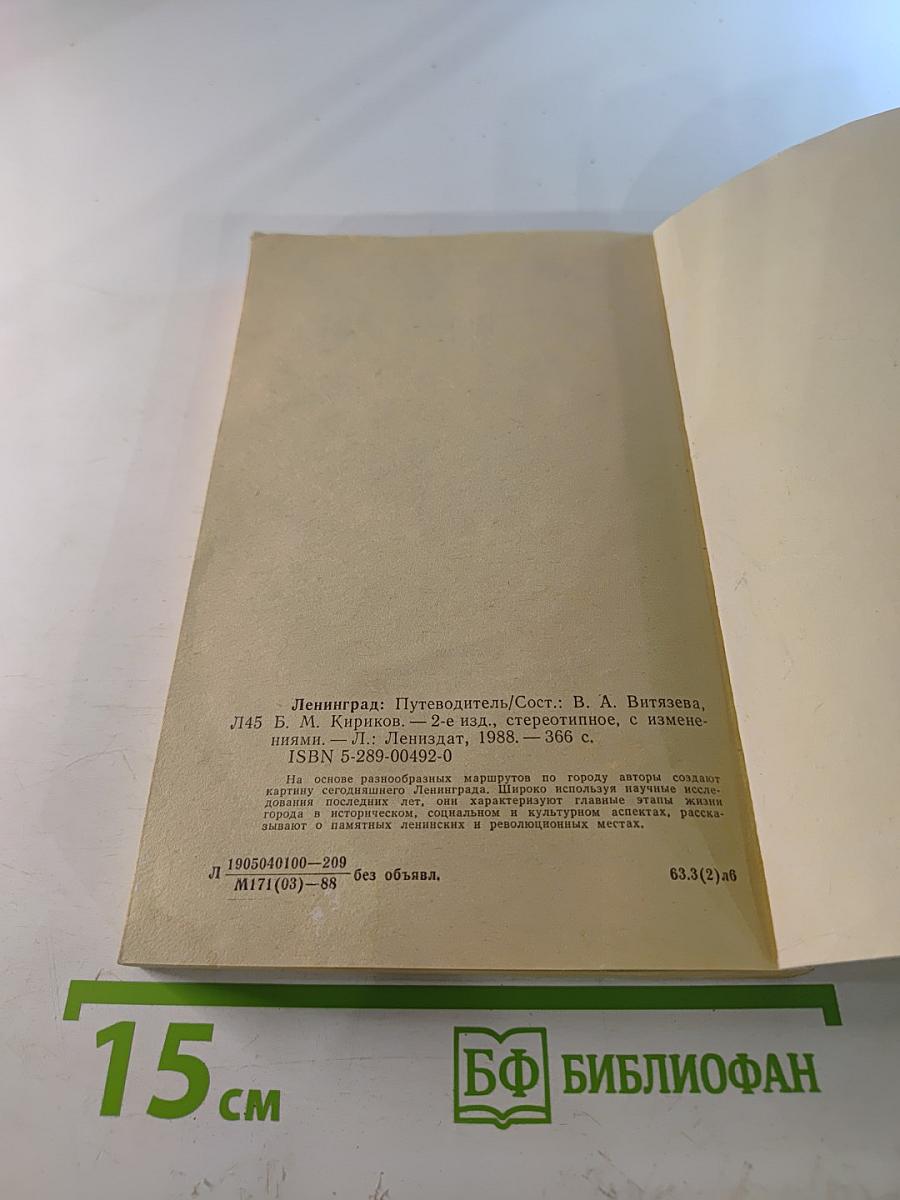 Ленинград: Путеводитель/Сост.: В. А. Витязева,
Л45 Б. М. Кириков. — 2-е изд., стереотипное, с измене-
ниями. — Л.: Лениздат, 1988. — 366 с.
ISBN 5-289-00492-0
На основе разнообразных маршрутов по городу авторы создают
картину сегодняшнего Ленинграда. Широко используя научные иссле-
дования последних лет, они характеризуют главные этапы жизни
города в историческом, социальном и культурном аспектах, расска-
зывают о памятных ленинских и революционных местах.
Л 1905040100—209
М171(03)—88 без объявл. 63.3(2)л6
15 см
БФ БИБЛИОФАН